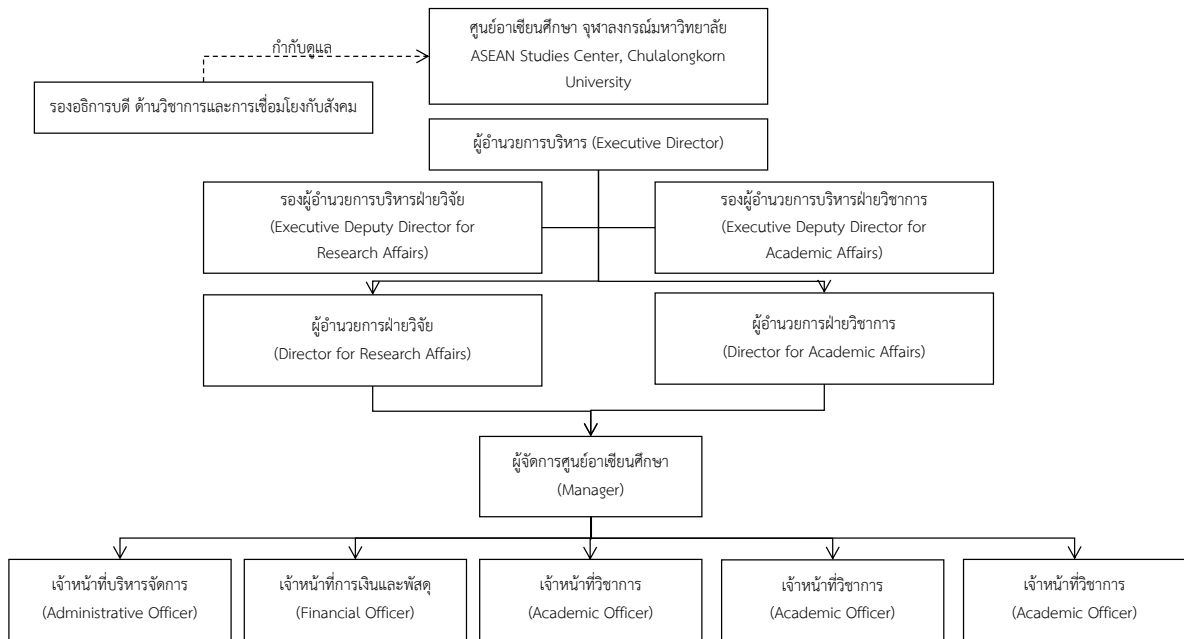 ศูนย์อาเซียนศึกษา จุฬาลงกรณ์มหาวิทยาลัย
ASEAN Studies Center, Chulalongkorn
University
กำกับดูแล
รองอธิการบดี ด้านวิชาการและการเชื่อมโยงกับสังคม
ผู้อำนวยการบริหาร (Executive Director)
รองผู้อำนวยการบริหารฝ่ายวิจัย
(Executive Deputy Director for
Research Affairs)
รองผู้อำนวยการบริหารฝ่ายวิชาการ
(Executive Deputy Director for
Academic Affairs)
ผู้อำนวยการฝ่ายวิจัย
(Director for Research Affairs)
ผู้อำนวยการฝ่ายวิชาการ
(Director for Academic Affairs)
ผู้จัดการศูนย์อาเซียนศึกษา
(Manager)
เจ้าหน้าที่บริหารจัดการ
(Administrative Officer)
เจ้าหน้าที่การเงินและพัสดุ
(Financial Officer)
เจ้าหน้าที่วิชาการ
(Academic Officer)
เจ้าหน้าที่วิชาการ
(Academic Officer)
เจ้าหน้าที่วิชาการ
(Academic Officer)